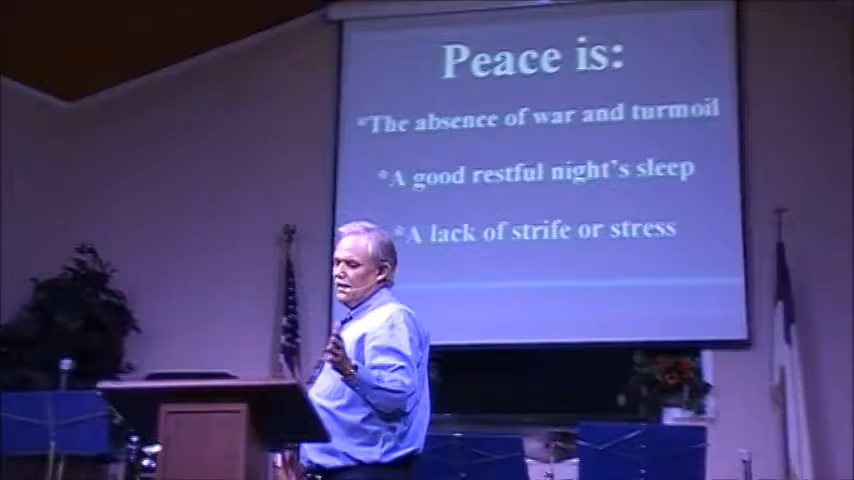 Peace is:
*The absence of war and turmoil
*A good restful night's sleep
*A lack of strife or stress